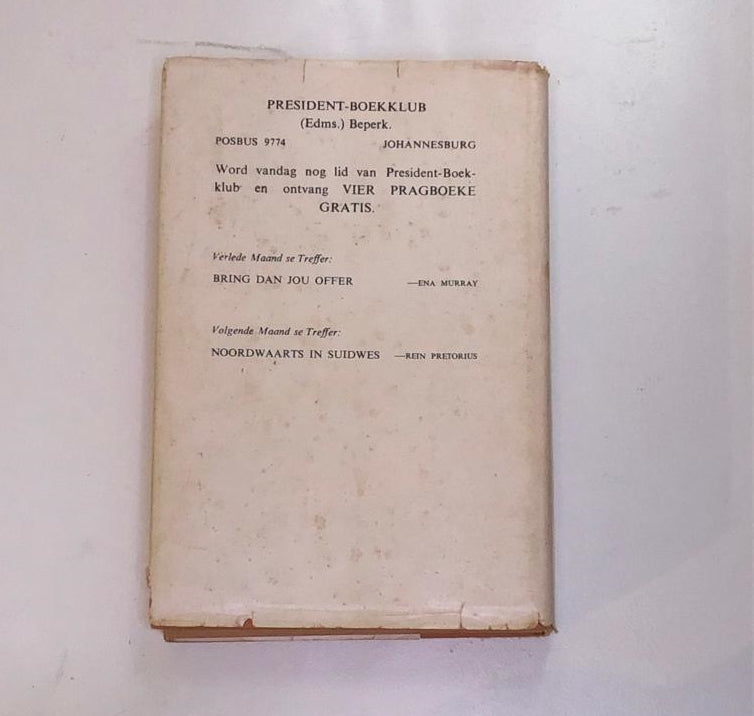 PRESIDENT-BOEKKLUB
(Edms.) Beperk.
POSBUS 9774 JOHANNESBURG
Word vandag nog lid van President-Boek-
klub en ontvang VIER PRAGBOEKE
GRATIS.
Verlede Maand se Treffer:
BRING DAN JOU OFFER —ENA MURRAY
Volgende Maand se Treffer:
NOORDWAARTS IN SUIDWES —REIN PRETORIUS